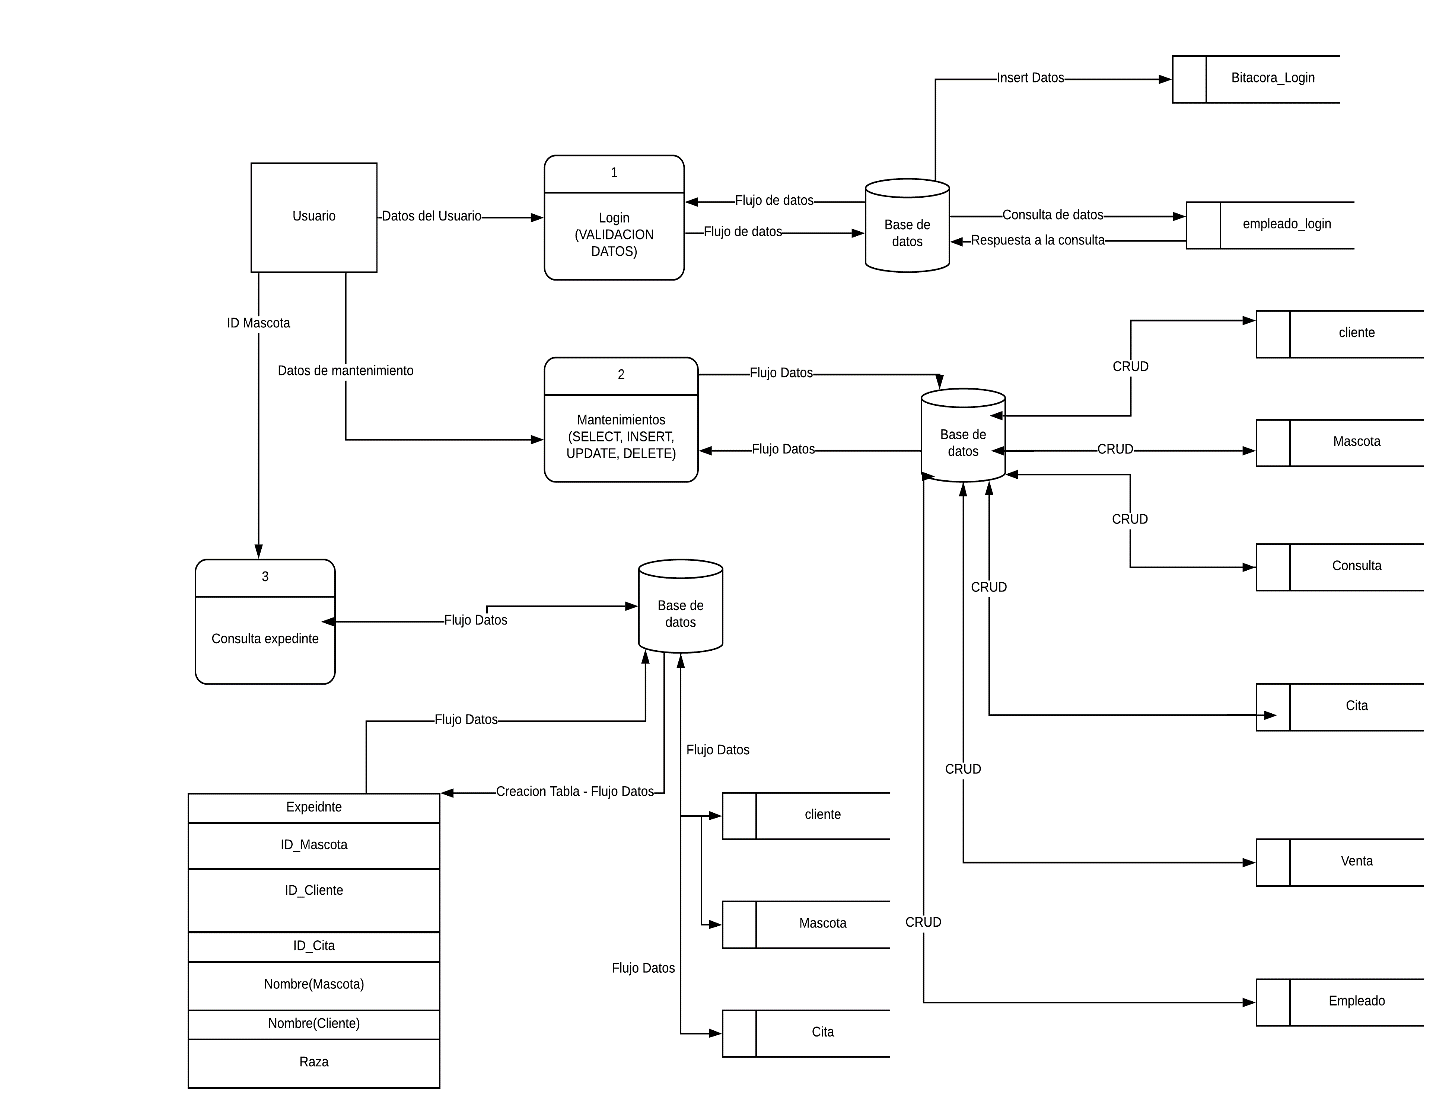 Insert Datos
Bitacora_Login
1
Usuario
Datos del Usuario
Login
(VALIDACION
DATOS)
Flujo de datos
Flujo de datos
Base de
datos
Consulta de datos
Respuesta a la consulta
empleado_login
ID Mascota
Datos de mantenimiento
2
Mantenimientos
(SELECT, INSERT,
UPDATE, DELETE)
Flujo Datos
Flujo Datos
Base de
datos
CRUD
cliente
CRUD
Mascota
CRUD
Consulta
CRUD
Cita
CRUD
Venta
CRUD
Empleado
3
Consulta expedinte
Flujo Datos
Base de
datos
Flujo Datos
Flujo Datos
Creacion Tabla - Flujo Datos
cliente
Mascota
Flujo Datos
Cita
Expeidnte
ID_Mascota
ID_Cliente
ID_Cita
Nombre(Mascota)
Nombre(Cliente)
Raza